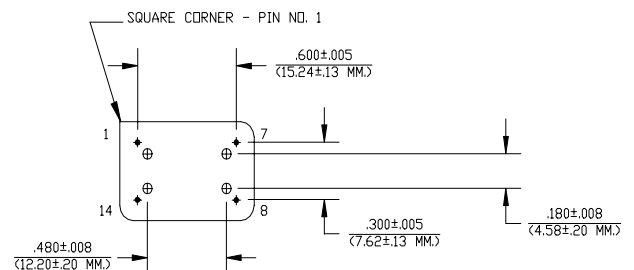 SQUARE CORNER - PIN NO. 1
.600±.005
(15.24±.13 MM.)
1
7
14
8
.180±.008
(4.58±.20 MM.)
.300±.005
(7.62±.13 MM.)
.480±.008
(12.20±.20 MM.)